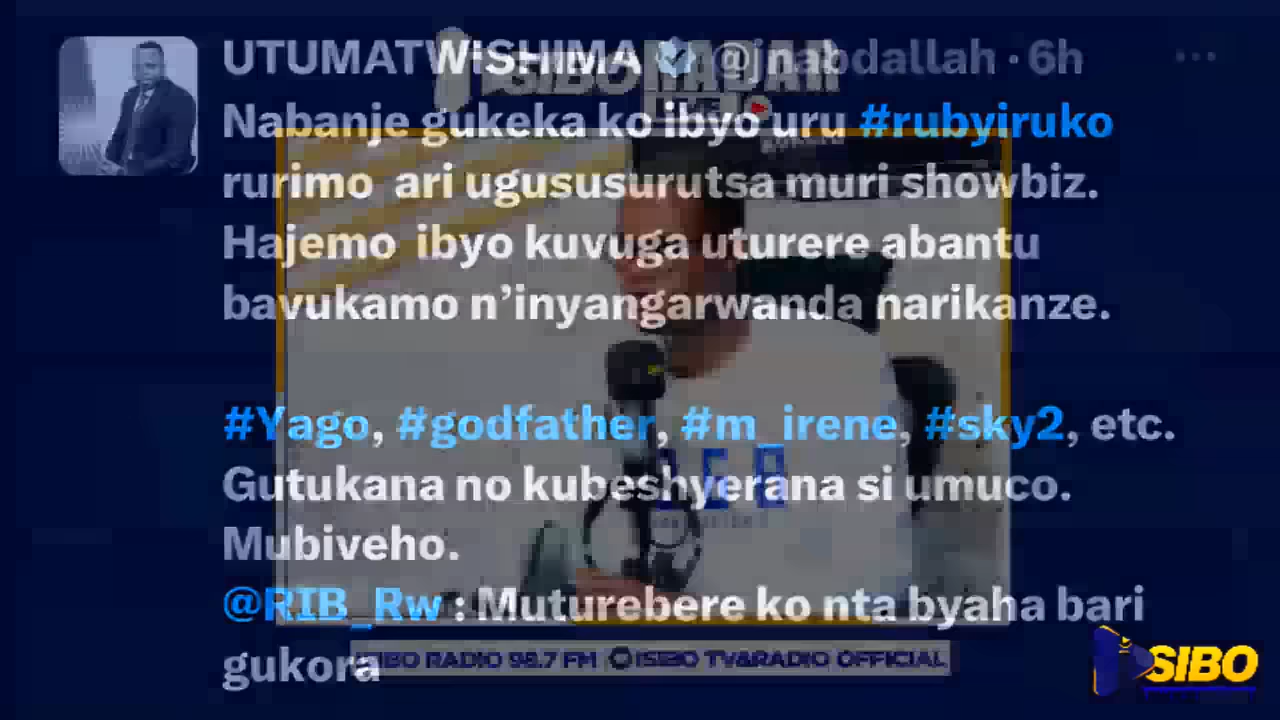 UTUMATWISHIMA @jnabdallah · 6h
Nabanje gukeka ko ibyo uru #rubyiruko
rurimo ari ugususurutsa muri showbiz.
Hajemo ibyo kuvuga uturere abantu
bavukamo n'inyangarwanda narikanze.
#Yago, #godfather, #m_irene, #sky2, etc.
Gutukana no kubeshyerana si umuco.
Mubiveho.
@RIB_Rw : Muturebere ko nta byaha bari
gukora
ISIBO RADIO 98.7 FM ISIBO TV&RADIO OFFICIAL
SIBO